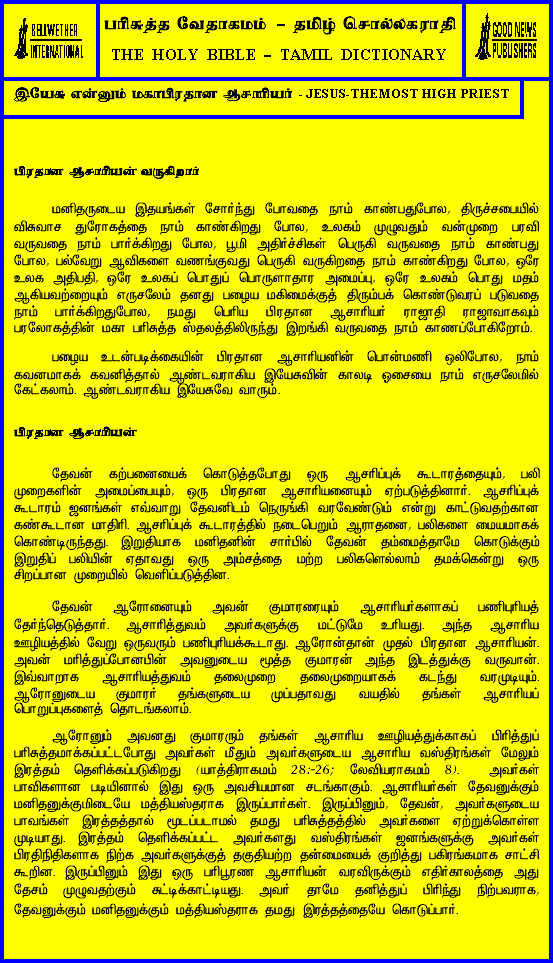 BELLWETHER
INTERNATIONAL
பரிசுத்த வேதாகமம் – தமிழ் சொல்லகராதி
THE HOLY BIBLE – TAMIL DICTIONARY
GOOD NEWS
PUBLISHERS
இயேசு என்னும் மகாபிரதான ஆசாரியர் - JESUS-THEMOST HIGH PRIEST
பிரதான ஆசாரியன் வருகிறார்
மனிதருடைய இதயங்கள் சோர்ந்து போவதை நாம் காண்பதுபோல, திருச்சபையில்
விசுவாச துரோகத்தை நாம் காண்கிறது போல, உலகம் முழுவதும் வன்முறை பரவி
வருவதை நாம் பார்க்கிறது போல, பூமி அதிர்ச்சிகள் பெருகி வருவதை நாம் காண்பது
போல, பல்வேறு ஆவிகளை வணங்குவது பெருகி வருகிறதை நாம் காண்கிறது போல, ஒரே
உலக அதிபதி, ஒரே உலகப் பொதுப் பொருளாதார அமைப்பு, ஒரே உலகம் பொது மதம்
ஆகியவற்றையும் எருசலேம் தனது பழைய மகிமைக்குத் திரும்பக் கொண்டுவரப் படுவதை
நாம் பார்க்கிறதுபோல, நமது பெரிய பிரதான ஆசாரியர் ராஜாதி ராஜாவாகவும்
பரலோகத்தின் மகா பரிசுத்த ஸ்தலத்திலிருந்து இறங்கி வருவதை நாம் காணப்போகிறோம்.
பழைய உடன்படிக்கையின் பிரதான ஆசாரியனின் பொன்மணி ஒலிபோல, நாம்
கவனமாகக் கவனித்தால் ஆண்டவராகிய இயேசுவின் காலடி ஓசையை நாம் எருசலேமில்
கேட்கலாம். ஆண்டவராகிய இயேசுவே வாரும்.
பிரதான ஆசாரியன்
தேவன் கற்பனையைக் கொடுத்தபோது ஒரு ஆசரிப்புக் கூடாரத்தையும், பலி
முறைகளின் அமைப்பையும், ஒரு பிரதான ஆசாரியனையும் ஏற்படுத்தினார். ஆசரிப்புக்
கூடாரம் ஜனங்கள் எவ்வாறு தேவனிடம் நெருங்கி வரவேண்டும் என்று காட்டுவதற்கான
கண்கூடான மாதிரி. ஆசரிப்புக் கூடாரத்தில் நடைபெறும் ஆராதனை, பலிகளை மையமாகக்
கொண்டிருந்தது. இறுதியாக மனிதனின் சார்பில் தேவன் தம்மைத்தாமே கொடுக்கும்
இறுதிப் பலியின் ஏதாவது ஒரு அம்சத்தை மற்ற பலிகளெல்லாம் தமக்கென்று ஒரு
சிறப்பான முறையில் வெளிப்படுத்தின.
தேவன் ஆரோனையும் அவன் குமாரரையும் ஆசாரியர்களாகப் பணிபுரியத்
தேர்ந்தெடுத்தார். ஆசாரித்துவம் அவர்களுக்கு மட்டுமே உரியது. அந்த ஆசாரிய
ஊழியத்தில் வேறு ஒருவரும் பணிபுரியக்கூடாது. ஆரோன்தான் முதல் பிரதான ஆசாரியன்.
அவன் மரித்துப்போனபின் அவனுடைய மூத்த குமாரன் அந்த இடத்துக்கு வருவான்.
இவ்வாறாக ஆசாரியத்துவம் தலைமுறை தலைமுறையாகக் கடந்து வரமுடியும்.
ஆரோனுடைய குமாரர் தங்களுடைய முப்பதாவது வயதில் தங்கள் ஆசாரியப்
பொறுப்புகளைத் தொடங்கலாம்.
ஆரோனும் அவனது குமாரரும் தங்கள் ஆசாரிய ஊழியத்துக்காகப் பிரித்துப்
பரிசுத்தமாக்கப்பட்டபோது அவர்கள் மீதும் அவர்களுடைய ஆசாரிய வஸ்திரங்கள் மேலும்
இரத்தம் தெளிக்கப்படுகிறது (யாத்திராகமம் 28:-26; லேவியராகமம் 8). அவர்கள்
பாவிகளான படியினால் இது ஒரு அவசியமான சடங்காகும். ஆசாரியர்கள் தேவனுக்கும்
மனிதனுக்குமிடையே மத்தியஸ்தராக இருப்பார்கள். இருப்பினும், தேவன், அவர்களுடைய
பாவங்கள் இரத்தத்தால் மூடப்படாமல் தமது பரிசுத்தத்தில் அவர்களை ஏற்றுக்கொள்ள
முடியாது. இரத்தம் தெளிக்கப்பட்ட அவர்களது வஸ்திரங்கள் ஜனங்களுக்கு அவர்கள்
பிரதிநிதிகளாக நிற்க அவர்களுக்குத் தகுதியற்ற தன்மையைக் குறித்து பகிரங்கமாக சாட்சி
கூறின. இருப்பினும் இது ஒரு பரிபூரண ஆசாரியன் வரவிருக்கும் எதிர்காலத்தை அது
தேசம் முழுவதற்கும் சுட்டிக்காட்டியது. அவர் தாமே தனித்துப் பிரிந்து நிற்பவராக,
தேவனுக்கும் மனிதனுக்கும் மத்தியஸ்தராக தமது இரத்தத்தையே கொடுப்பார்.